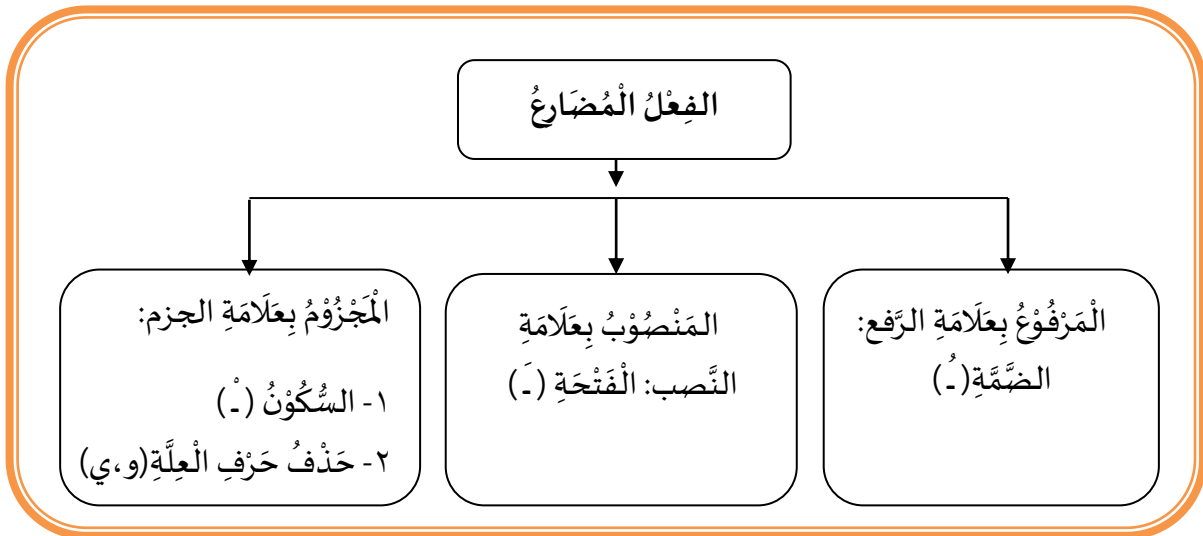 الفِعْلُ الْمُضَارِعُ
الْمَرْفُوْعُ بِعَلَامَةِ الرَّفع:
الضَّمَّةِ(ـُ)
المَنْصُوْبُ بِعَلَامَةِ
النَّصب: الْفَتْحَةِ (ـَ)
الْمَجْزُوْمُ بِعَلَامَةِ الجزم:
١- السُّكُوْنُ (ـْ)
٢- حَذْفُ حَرْفِ الْعِلَّةِ(و،ي)